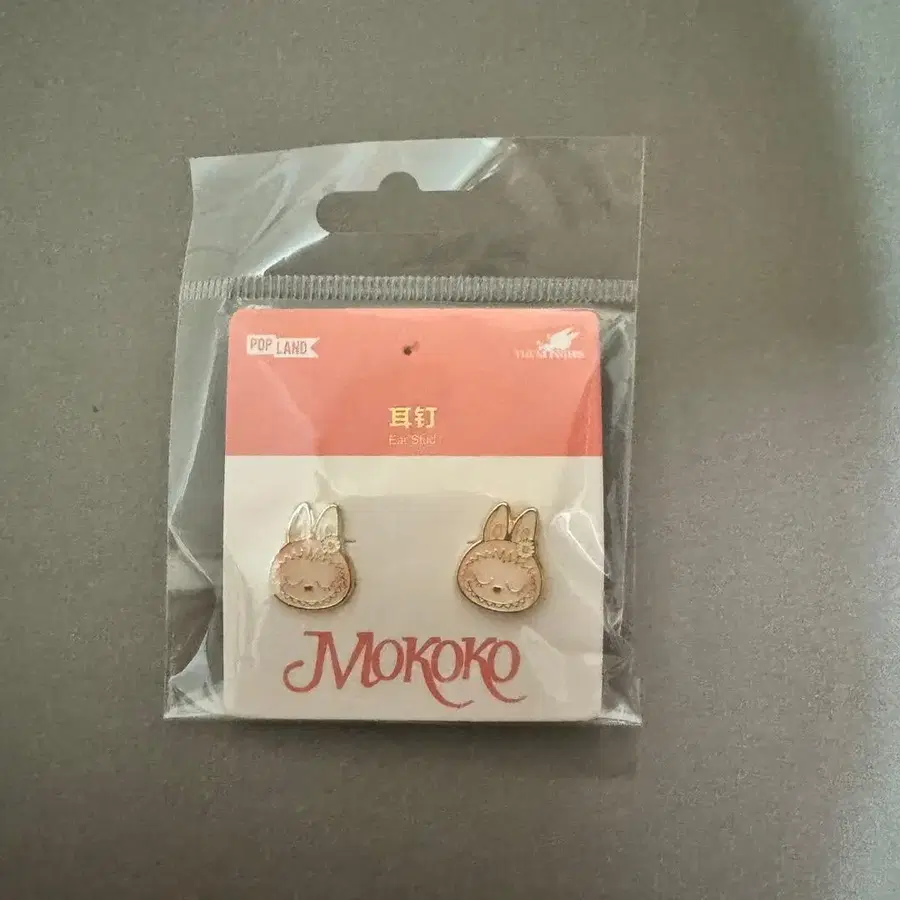 POP LAND
THE MONSTERS
耳钉
Ear Stud
MOKOKO